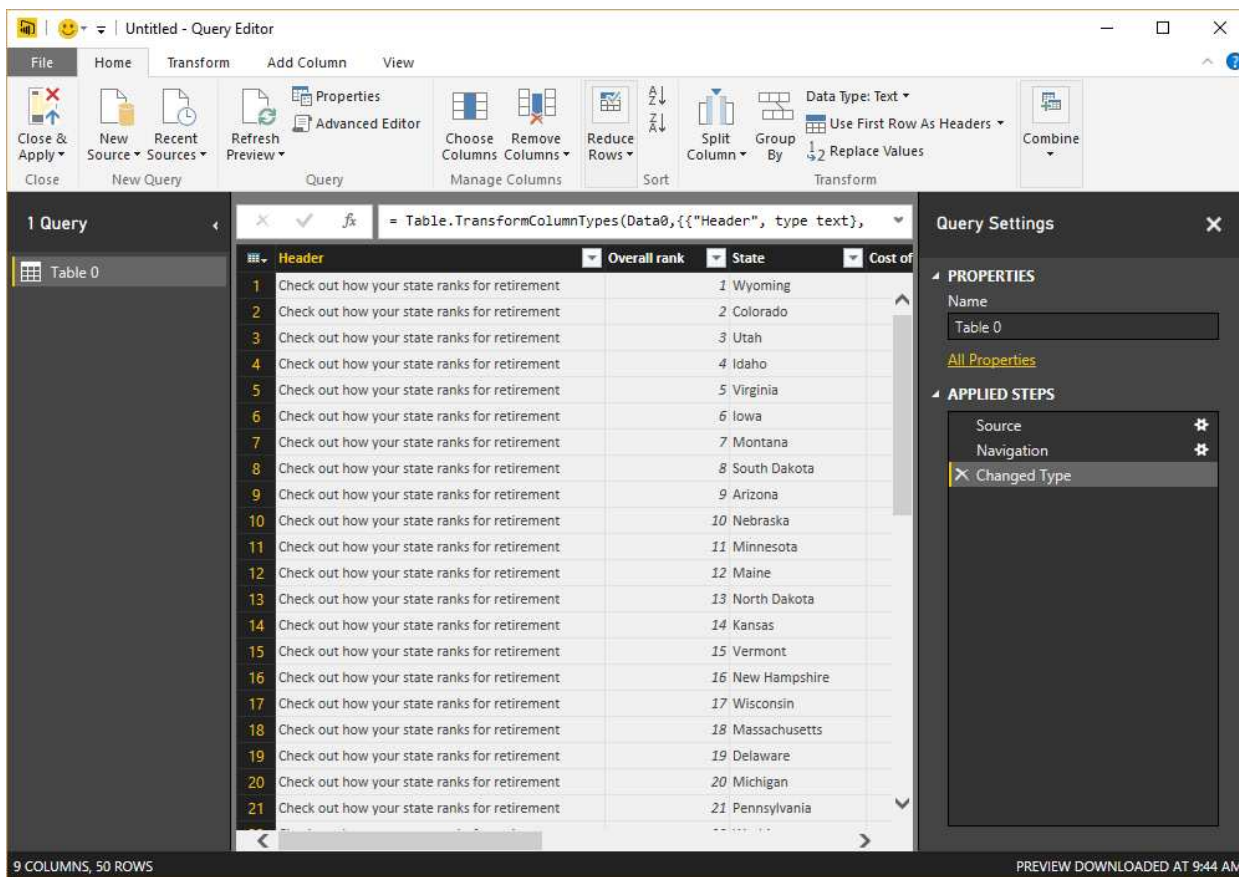 Untitled - Query Editor
File Home Transform Add Column View
Close & Apply
New Source
Recent Sources
Refresh Preview
Properties
Advanced Editor
Choose Columns
Remove Columns
Reduce Rows
Split Column
Group By
Data Type: Text
Use First Row As Headers
Replace Values
Combine
Close New Query Query Manage Columns Sort Transform
1 Query
Table 0
fx = Table.TransformColumnTypes(Data0,{{"Header", type text},
Header Overall rank State Cost of
1 Check out how your state ranks for retirement 1 Wyoming
2 Check out how your state ranks for retirement 2 Colorado
3 Check out how your state ranks for retirement 3 Utah
4 Check out how your state ranks for retirement 4 Idaho
5 Check out how your state ranks for retirement 5 Virginia
6 Check out how your state ranks for retirement 6 Iowa
7 Check out how your state ranks for retirement 7 Montana
8 Check out how your state ranks for retirement 8 South Dakota
9 Check out how your state ranks for retirement 9 Arizona
10 Check out how your state ranks for retirement 10 Nebraska
11 Check out how your state ranks for retirement 11 Minnesota
12 Check out how your state ranks for retirement 12 Maine
13 Check out how your state ranks for retirement 13 North Dakota
14 Check out how your state ranks for retirement 14 Kansas
15 Check out how your state ranks for retirement 15 Vermont
16 Check out how your state ranks for retirement 16 New Hampshire
17 Check out how your state ranks for retirement 17 Wisconsin
18 Check out how your state ranks for retirement 18 Massachusetts
19 Check out how your state ranks for retirement 19 Delaware
20 Check out how your state ranks for retirement 20 Michigan
21 Check out how your state ranks for retirement 21 Pennsylvania
Query Settings
PROPERTIES
Name
Table 0
All Properties
APPLIED STEPS
Source
Navigation
Changed Type
9 COLUMNS, 50 ROWS
PREVIEW DOWNLOADED AT 9:44 AM